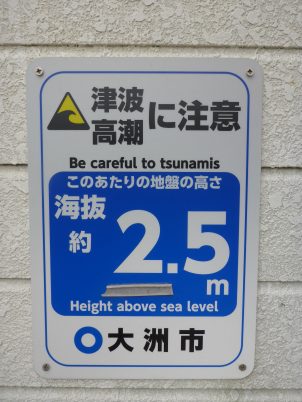 津波
高潮に注意
Be careful to tsunamis
このあたりの地盤の高さ
海抜
約 2.5m
Height above sea level
大洲市